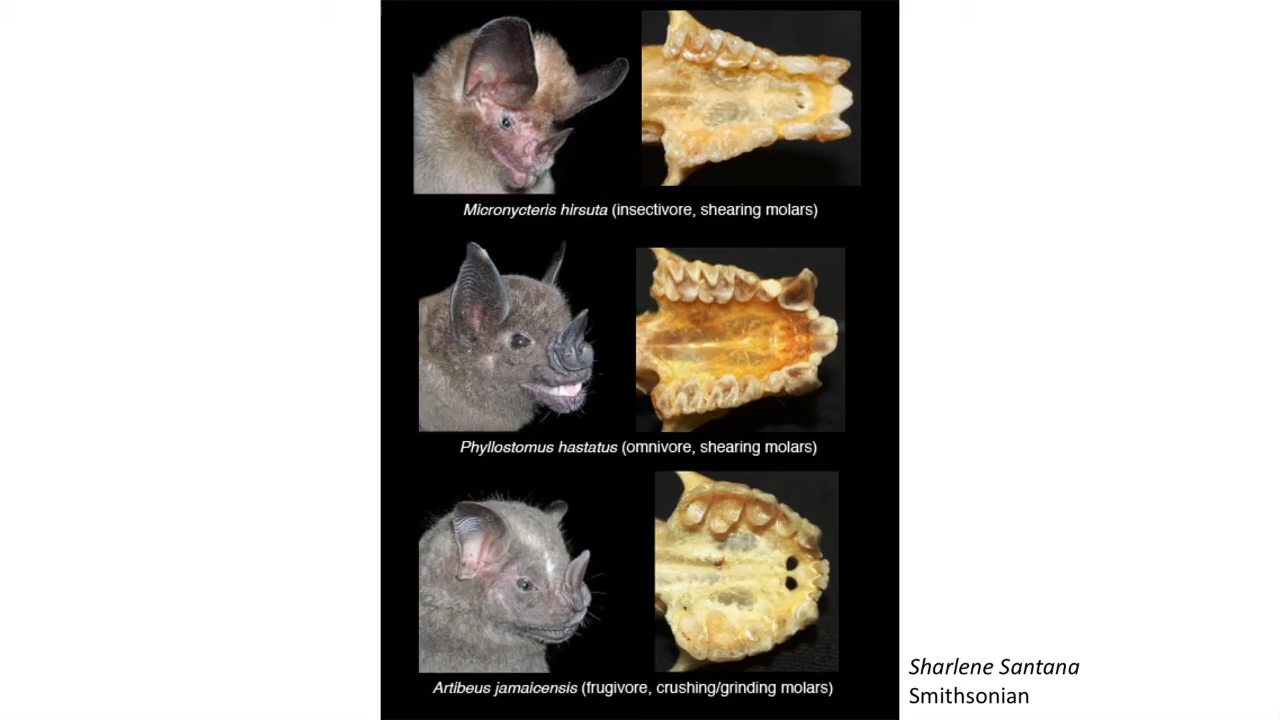 Micronycteris hirsuta (insectivore, shearing molars)
Phyllostomus hastatus (omnivore, shearing molars)
Artibeus jamaicensis (frugivore, crushing/grinding molars)
Sharlene Santana
Smithsonian